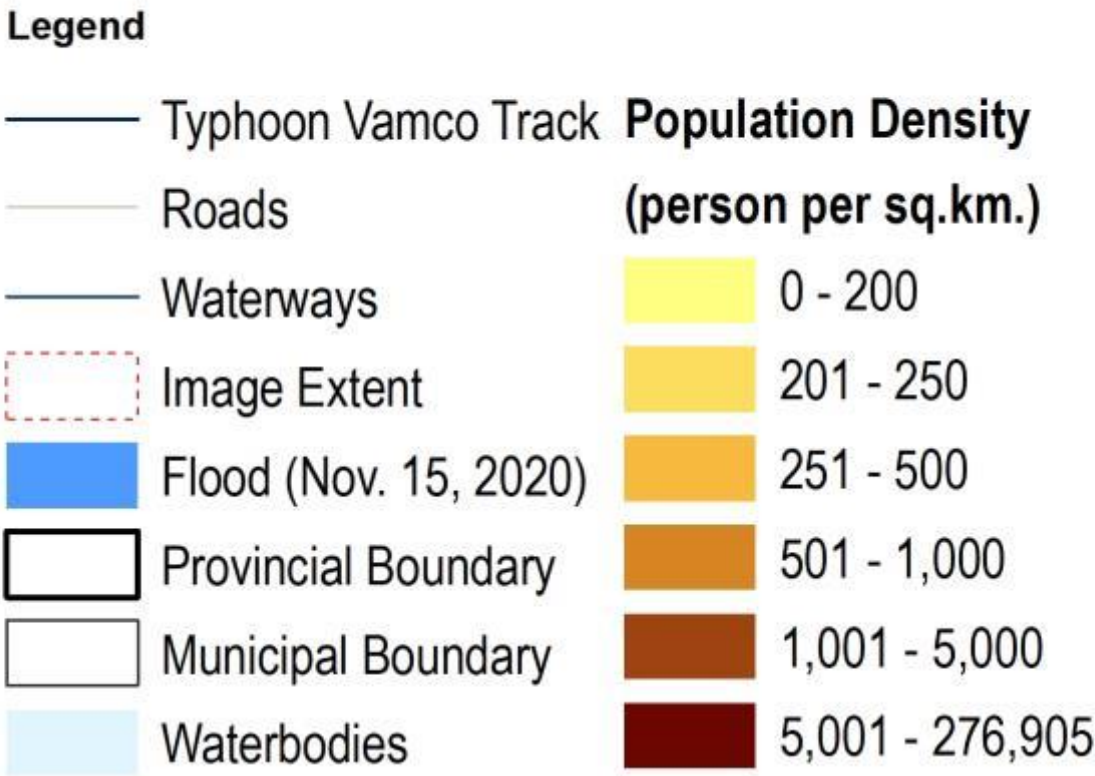 Legend
Typhoon Vamco Track
Roads
Waterways
Image Extent
Flood (Nov. 15, 2020)
Provincial Boundary
Municipal Boundary
Waterbodies
Population Density
(person per sq.km.)
0 - 200
201 - 250
251 - 500
501 - 1,000
1,001 - 5,000
5,001 - 276,905